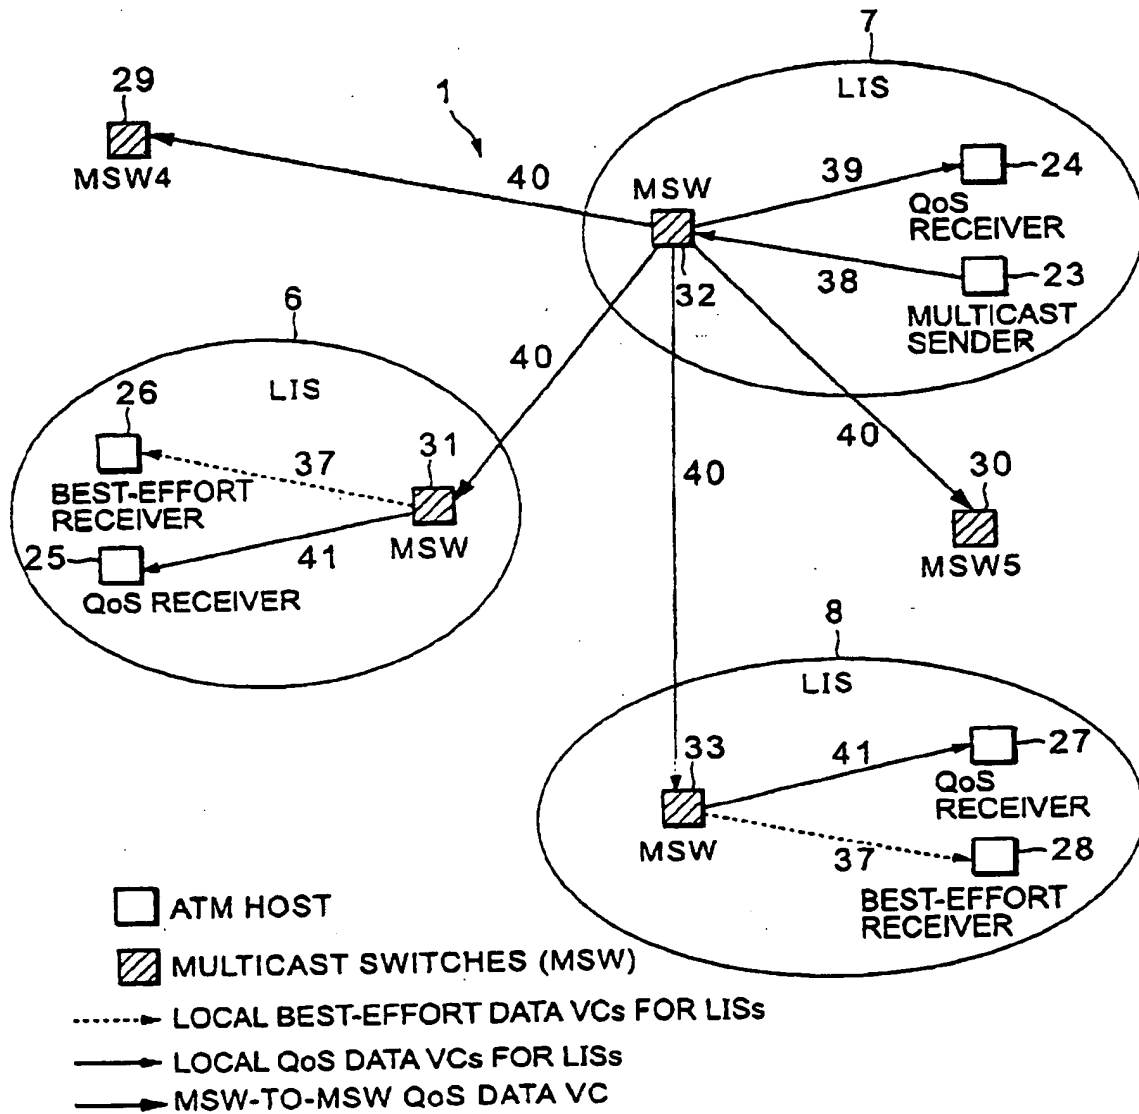 7
LIS
29
1
MSW4
40
MSW
39
24
QoS
RECEIVER
32
38
23
MULTICAST
SENDER
6
LIS
40
26
37
31
BEST-EFFORT
RECEIVER
25
41
MSW
QoS RECEIVER
40
40
30
MSW5
8
LIS
33
41
27
QoS
RECEIVER
MSW
37
28
BEST-EFFORT
RECEIVER
ATM HOST
MULTICAST SWITCHES (MSW)
LOCAL BEST-EFFORT DATA VCs FOR LISs
LOCAL QoS DATA VCs FOR LISs
MSW-TO-MSW QoS DATA VC